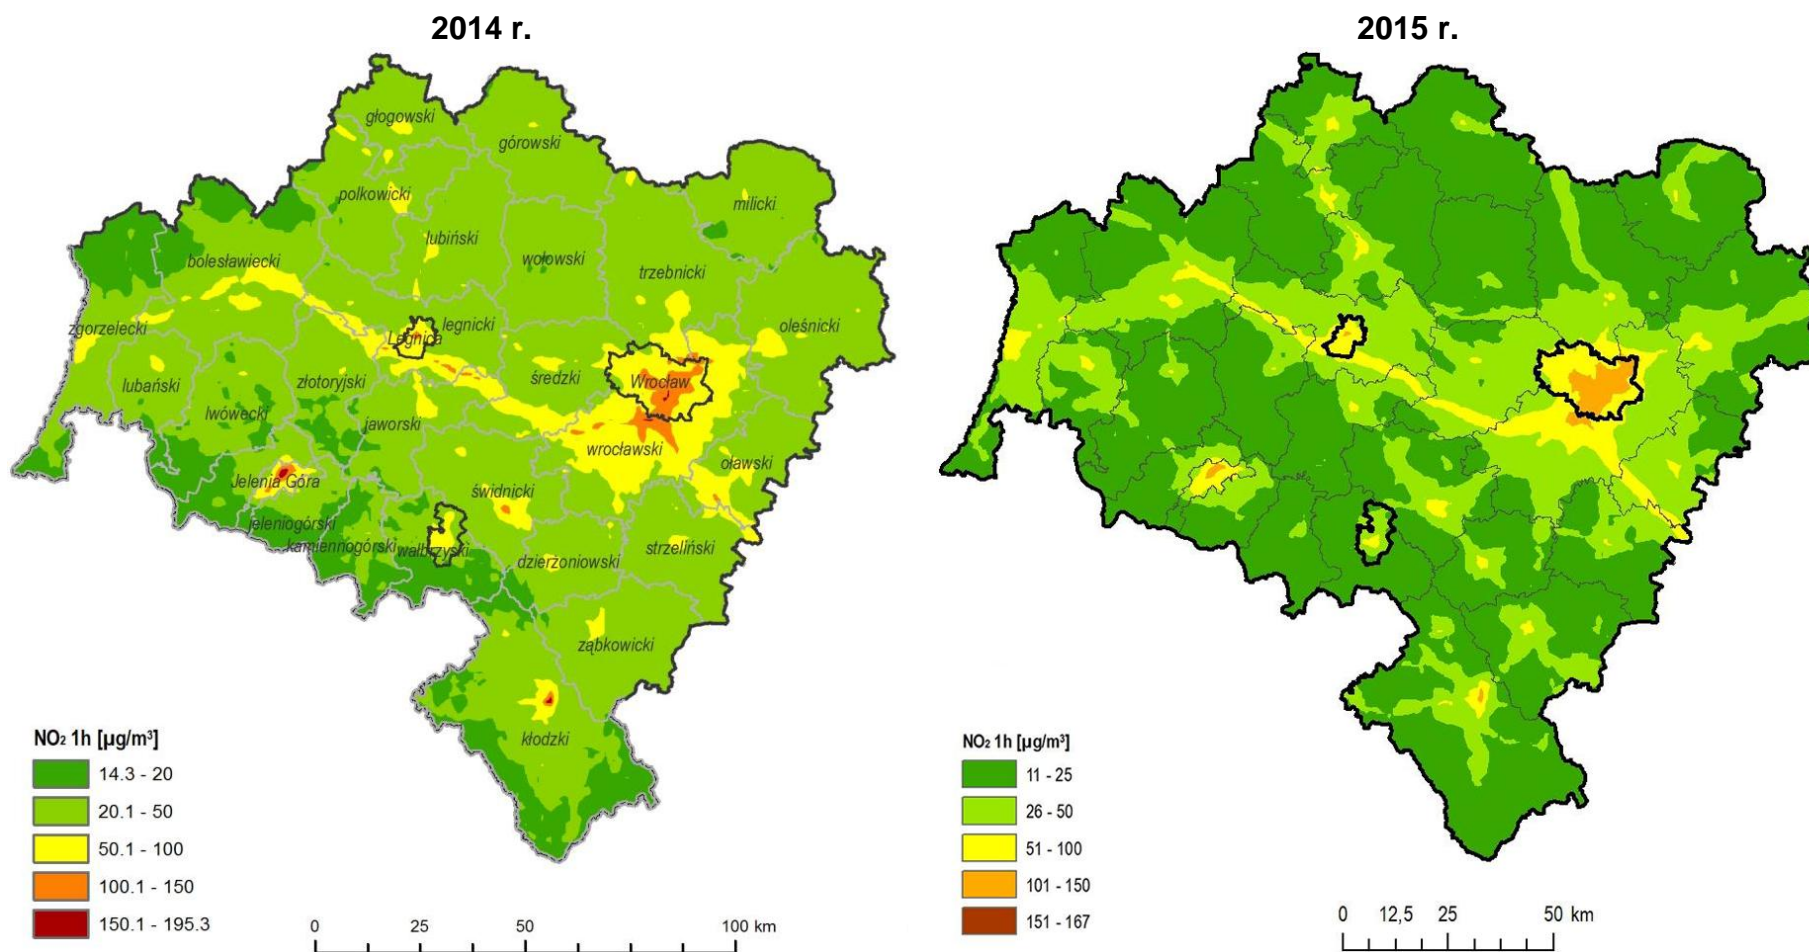 2014 r.
2015 r.
głogowski
górowski
polkowicki
milicki
lubiński
bolesławiecki
wołowski
trzebnicki
zgorzelecki
legnicki
Legnica
oleśnicki
lubański
złotoryjski
średzki
Wrocław
lwówecki
jaworski
wrocławski
oławski
Jelenia Góra
świdnicki
jeleniogórski
kamiennogórski
wałbrzyski
strzelliński
dzierzoniowski
ząbkowicki
kłodzki
NO₂ 1h [µg/m³]
14.3 - 20
20.1 - 50
50.1 - 100
100.1 - 150
150.1 - 195.3
0 25 50 100 km
NO₂ 1h [µg/m³]
11 - 25
26 - 50
51 - 100
101 - 150
151 - 167
0 12,5 25 50 km